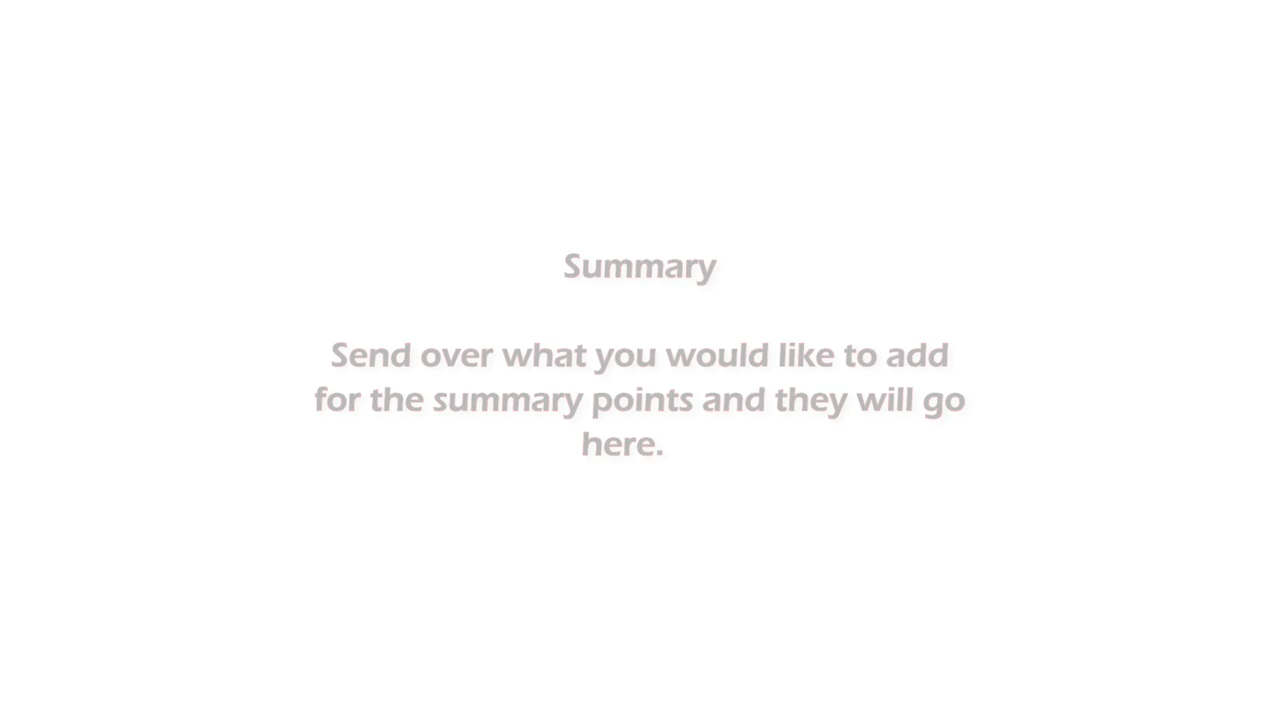 Summary
Send over what you would like to add
for the summary points and they will go
here.